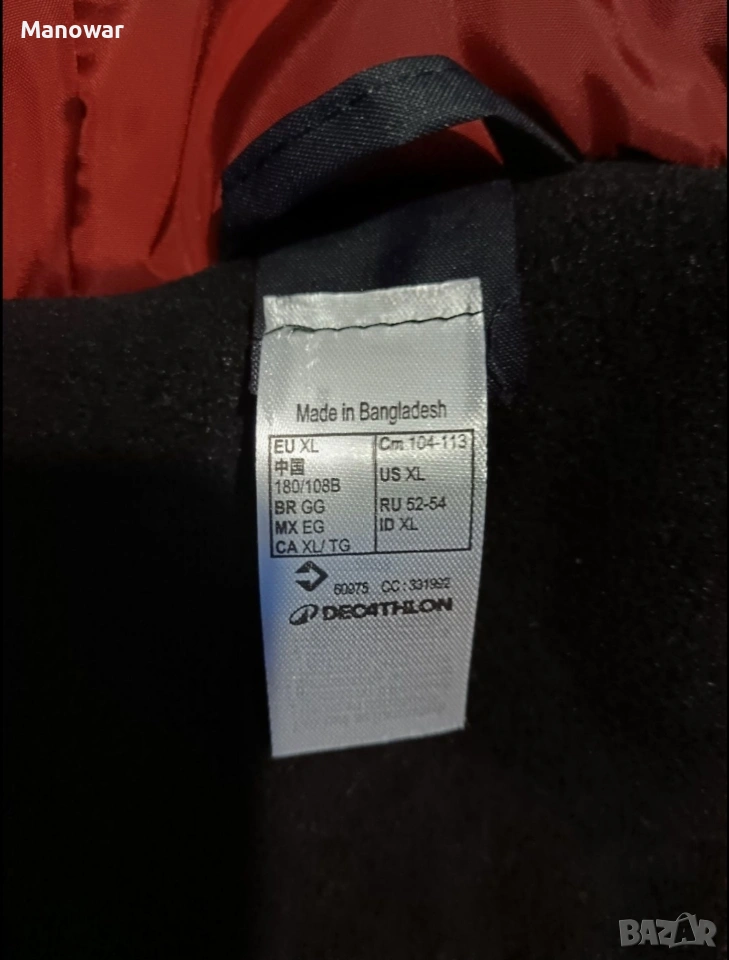 Manowar
Made in Bangladesh
EU XL
中国
180/108B
BR GG
MX EG
CA XL/ TG
Cm 104-113
US XL
RU 52-54
ID XL
60975 CC : 331992
DECATHLON
BAZAR